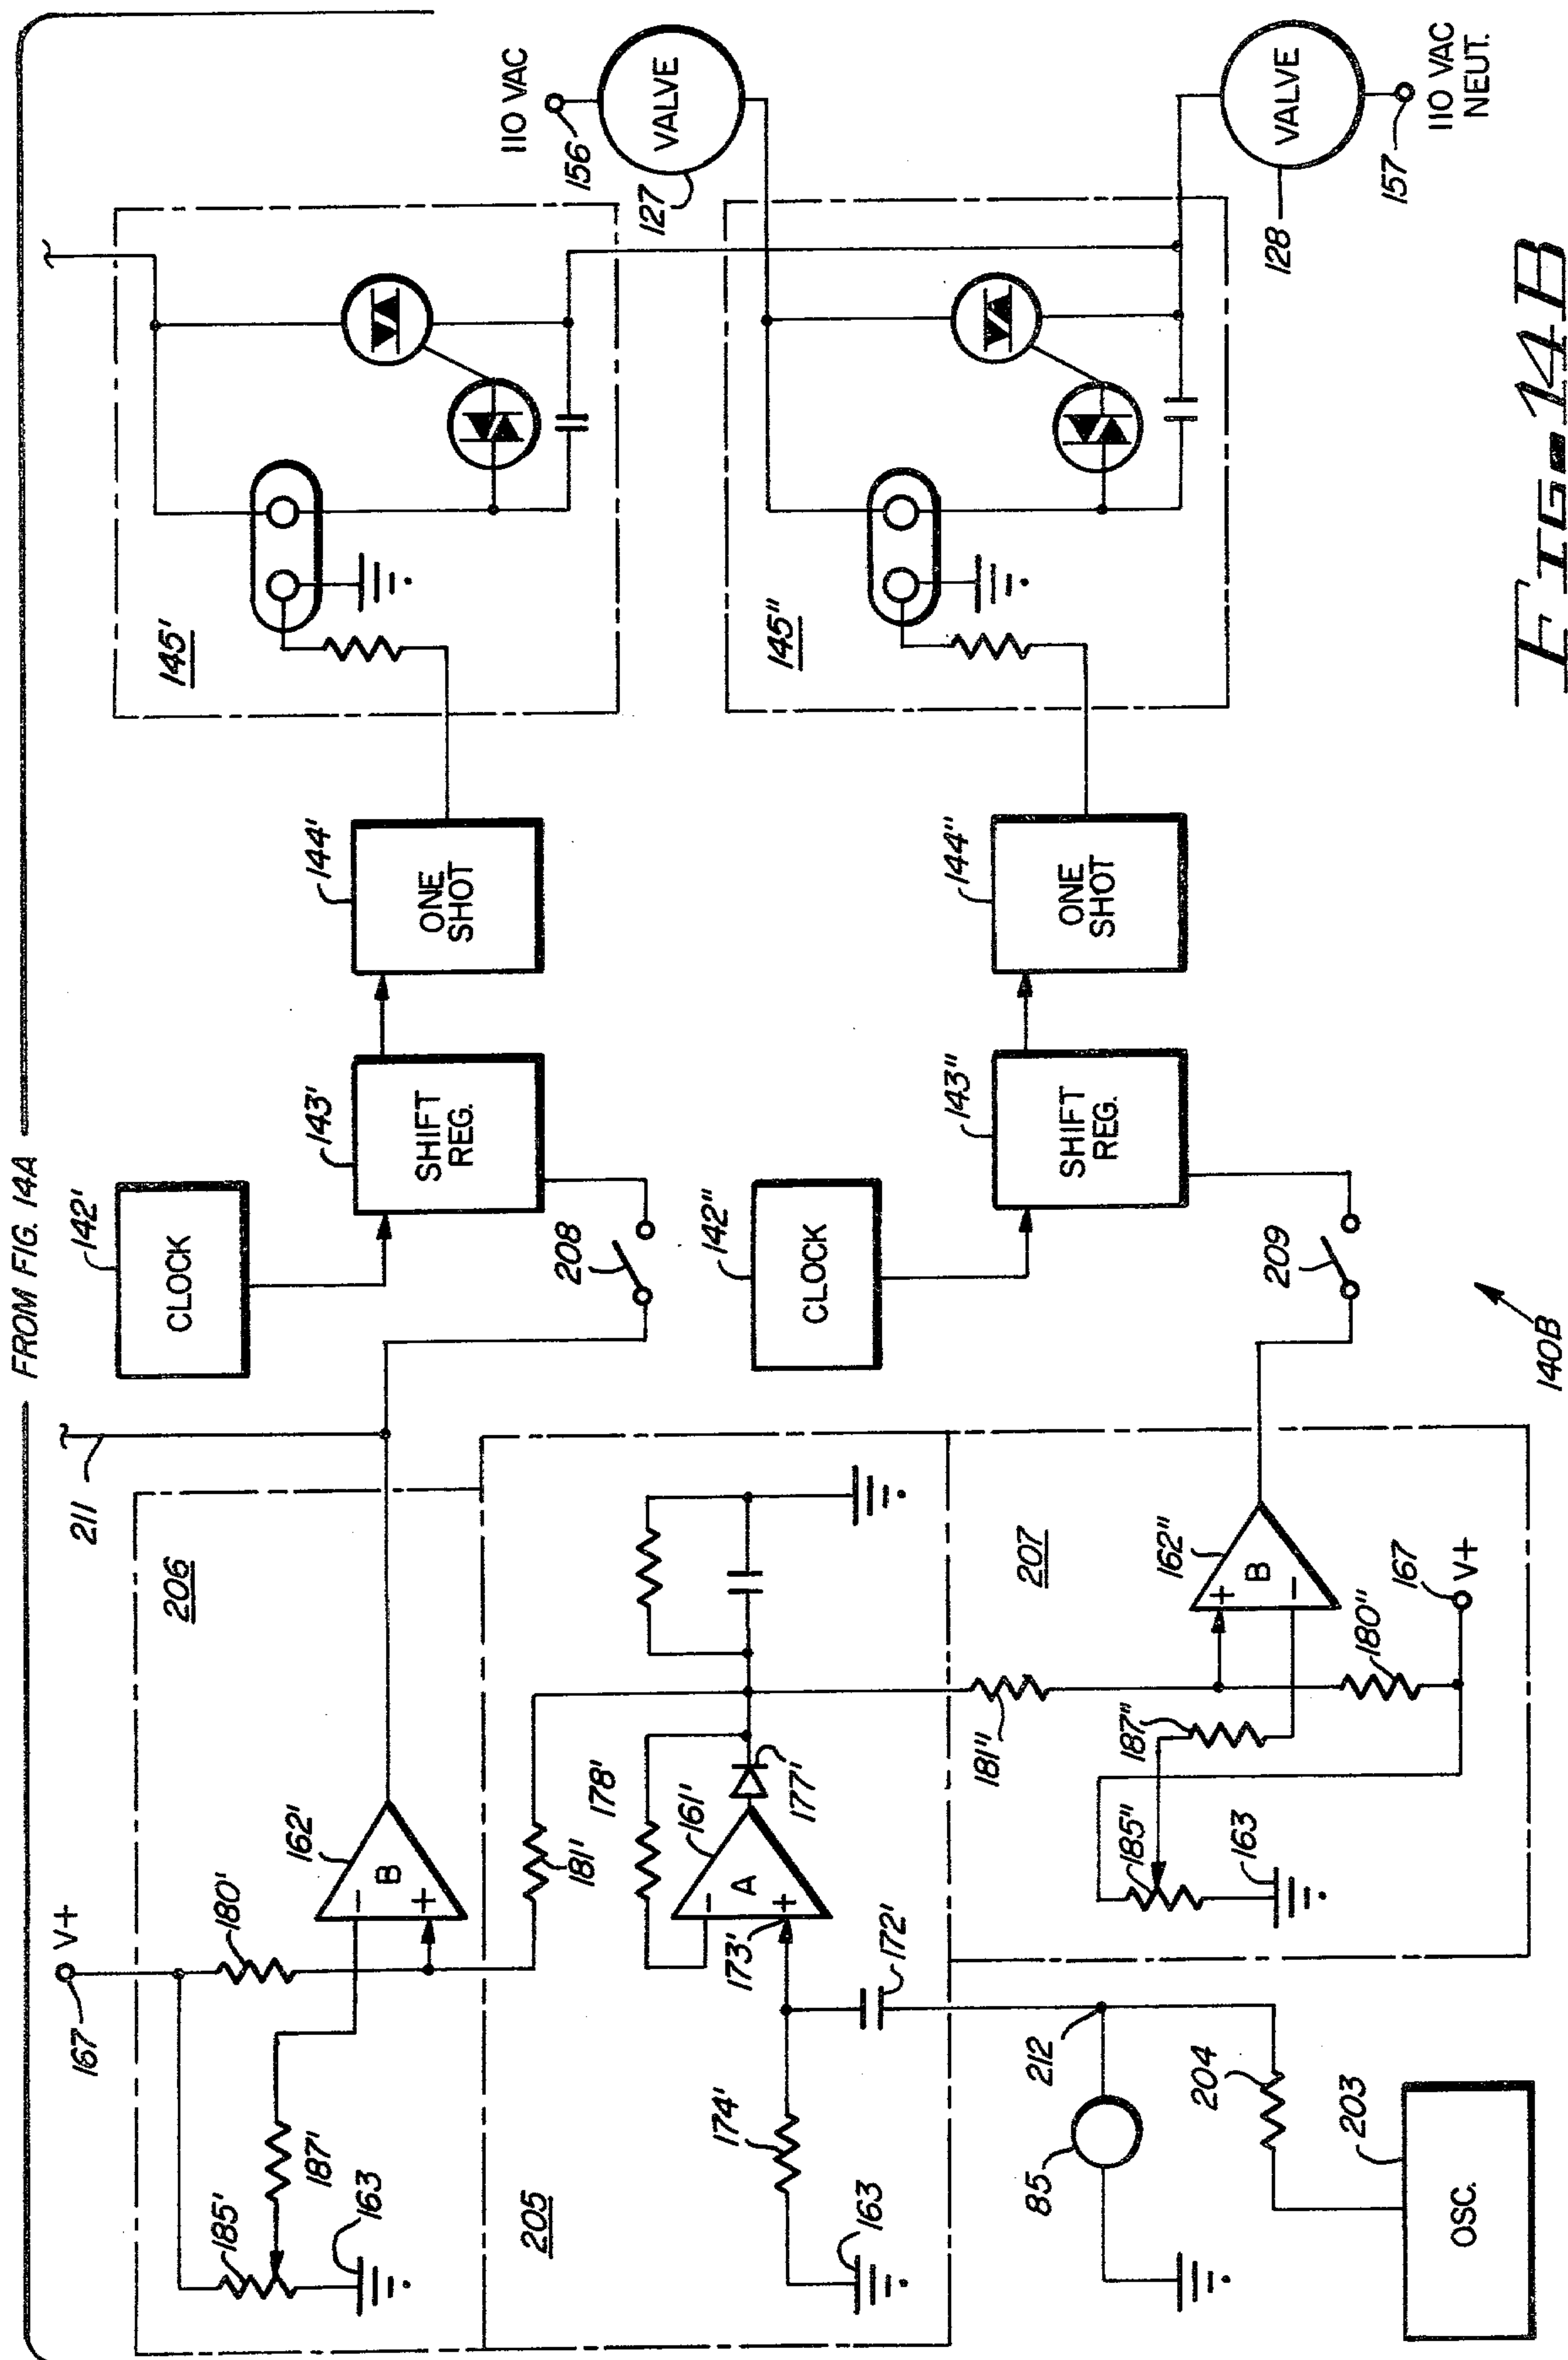 FROM FIG. 14A
211
142'
CLOCK
143'
SHIFT
REG.
144'
ONE
SHOT
145'
110 VAC
156
VALVE
127
V+
167
206
180'
162'
B
-
+
185'
187'
163
208
205
181'
178'
161'
A
-
+
173'
177'
174'
163
172'
142"
CLOCK
143"
SHIFT
REG.
144"
ONE
SHOT
145"
VALVE
128
157
110 VAC
NEUT.
207
181"
162"
B
+
-
187"
180"
167
V+
185"
163
209
212
85
204
203
OSC.
140B
FIG-14B